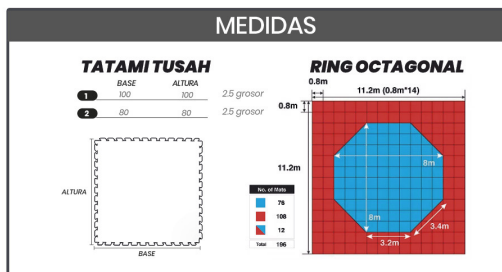 MEDIDAS
TATAMI TUSAH
BASE ALTURA
1 100 100 2.5 grosor
2 80 80 2.5 grosor
ALTURA
BASE
RING OCTAGONAL
0.8m
11.2m (0.8m*14)
0.8m
11.2m
8m
8m
3.4m
3.2m
No. of Mats
76
108
12
Total 196